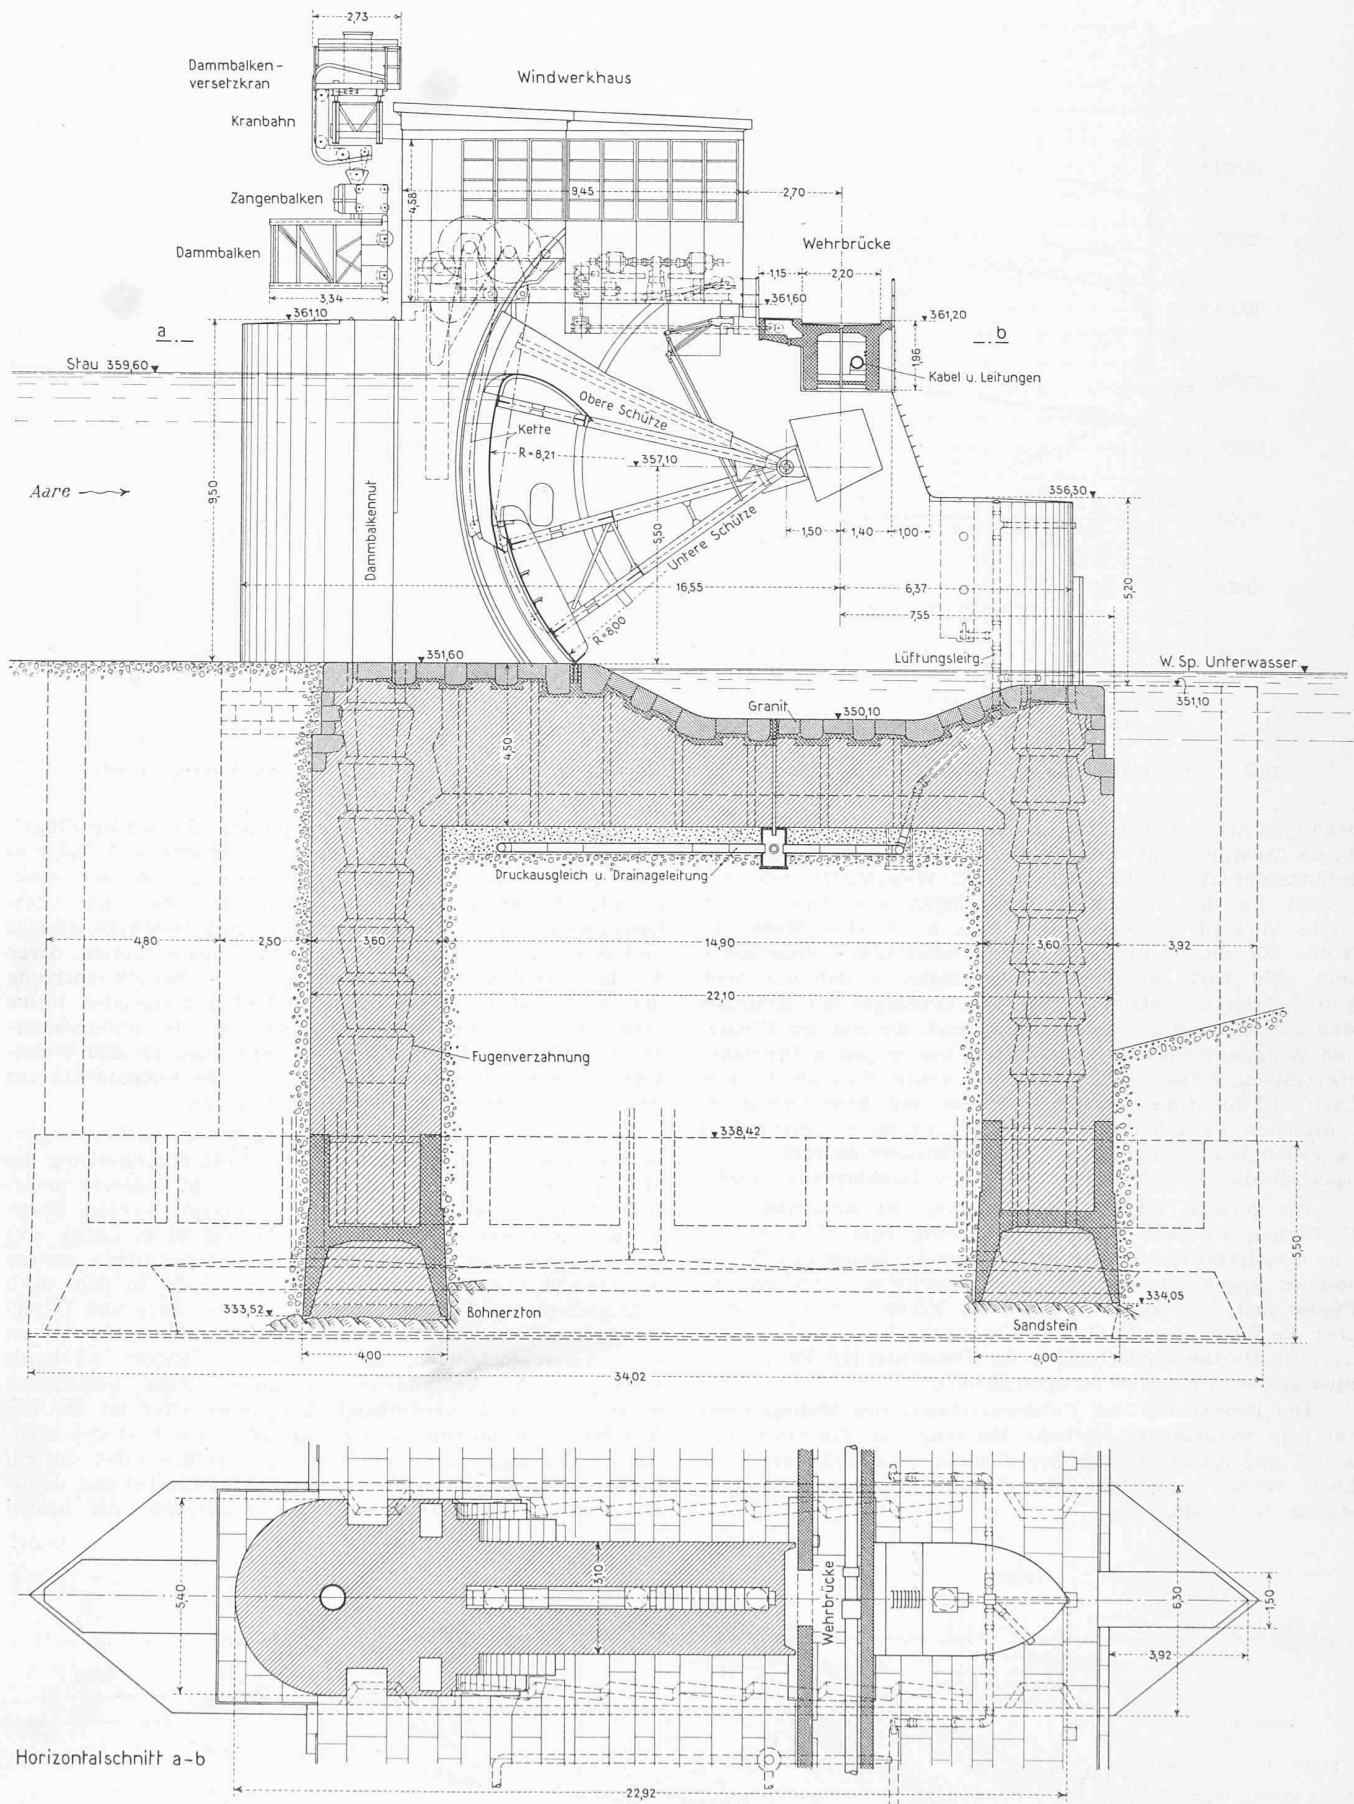 2,73
Dammbalken-
versetzkran
Windwerkhaus
Kranbahn
Zangenbalken
9,45
2,70
4,58
Dammbalken
Wehrbrücke
1,15
2,20
3,34
361,60
361,10
361,20
a
b
Stau 359,60
1,96
Kabel u. Leitungen
Obere Schütze
Kette
R=8,21
357,10
Aare
9,50
Dammbalkennut
356,30
1,50
1,40
1,00
5,50
Untere Schütze
16,55
6,37
5,20
7,55
R=8,00
351,60
Lüftungsleitg.
W. Sp. Unterwasser
351,10
Granit
350,10
4,50
Druckausgleich u. Drainageleitung
4,80
2,50
3,60
14,90
3,60
3,92
22,10
Fugenverzahnung
338,42
5,50
333,52
Bohnerzton
334,05
Sandstein
4,00
4,00
34,02
5,40
3,10
Wehrbrücke
6,30
1,50
3,92
Horizontalschnitt a-b
22,92